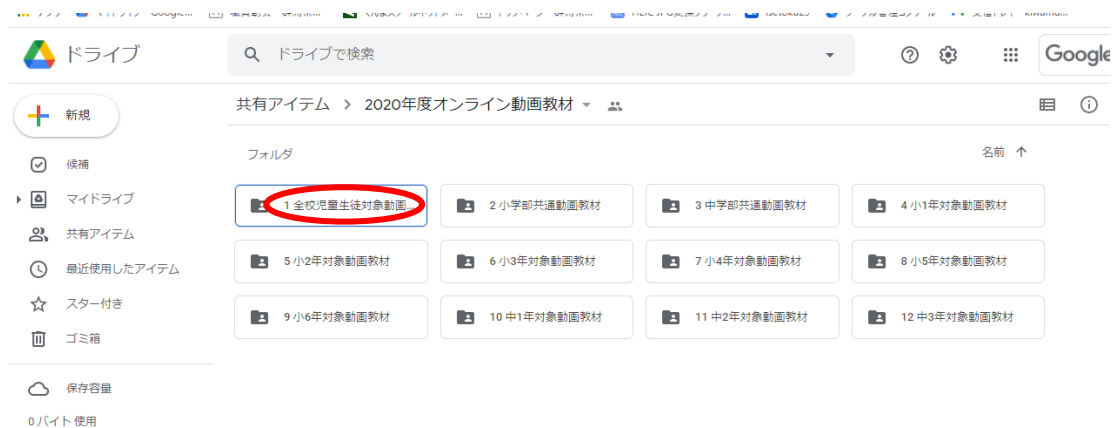 ドライブ
ドライブで検索
Google
新規
共有アイテム > 2020年度オンライン動画教材
候補
フォルダ
名前
マイドライブ
1 全校児童生徒対象動画...
2 小学部共通動画教材
3 中学部共通動画教材
4 小1年対象動画教材
共有アイテム
最近使用したアイテム
5 小2年対象動画教材
6 小3年対象動画教材
7 小4年対象動画教材
8 小5年対象動画教材
スター付き
9 小6年対象動画教材
10 中1年対象動画教材
11 中2年対象動画教材
12 中3年対象動画教材
ゴミ箱
保存容量
0 バイト 使用